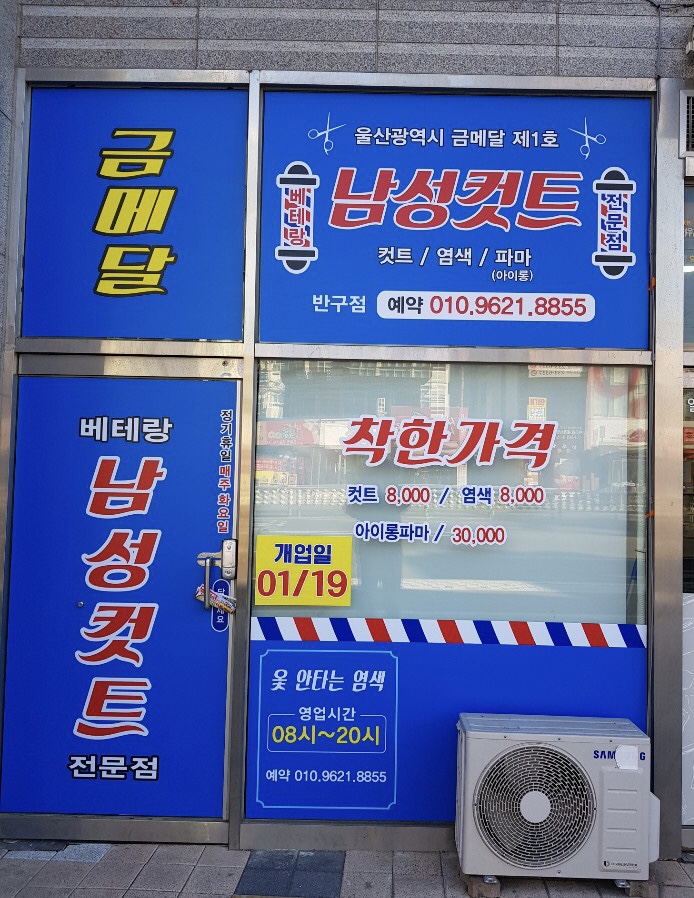 금메달
울산광역시 금메달 제1호
베테랑
남성컷트
전문점
컷트 / 염색 / 파마
(아이롱)
반구점 예약 010.9621.8855
베테랑
남성컷트
전문점
정기휴일 매주 화요일
착한가격
컷트 8,000 / 염색 8,000
아이롱파마 / 30,000
개업일
01/19
옻 안타는 염색
영업시간
08시~20시
예약 010.9621.8855